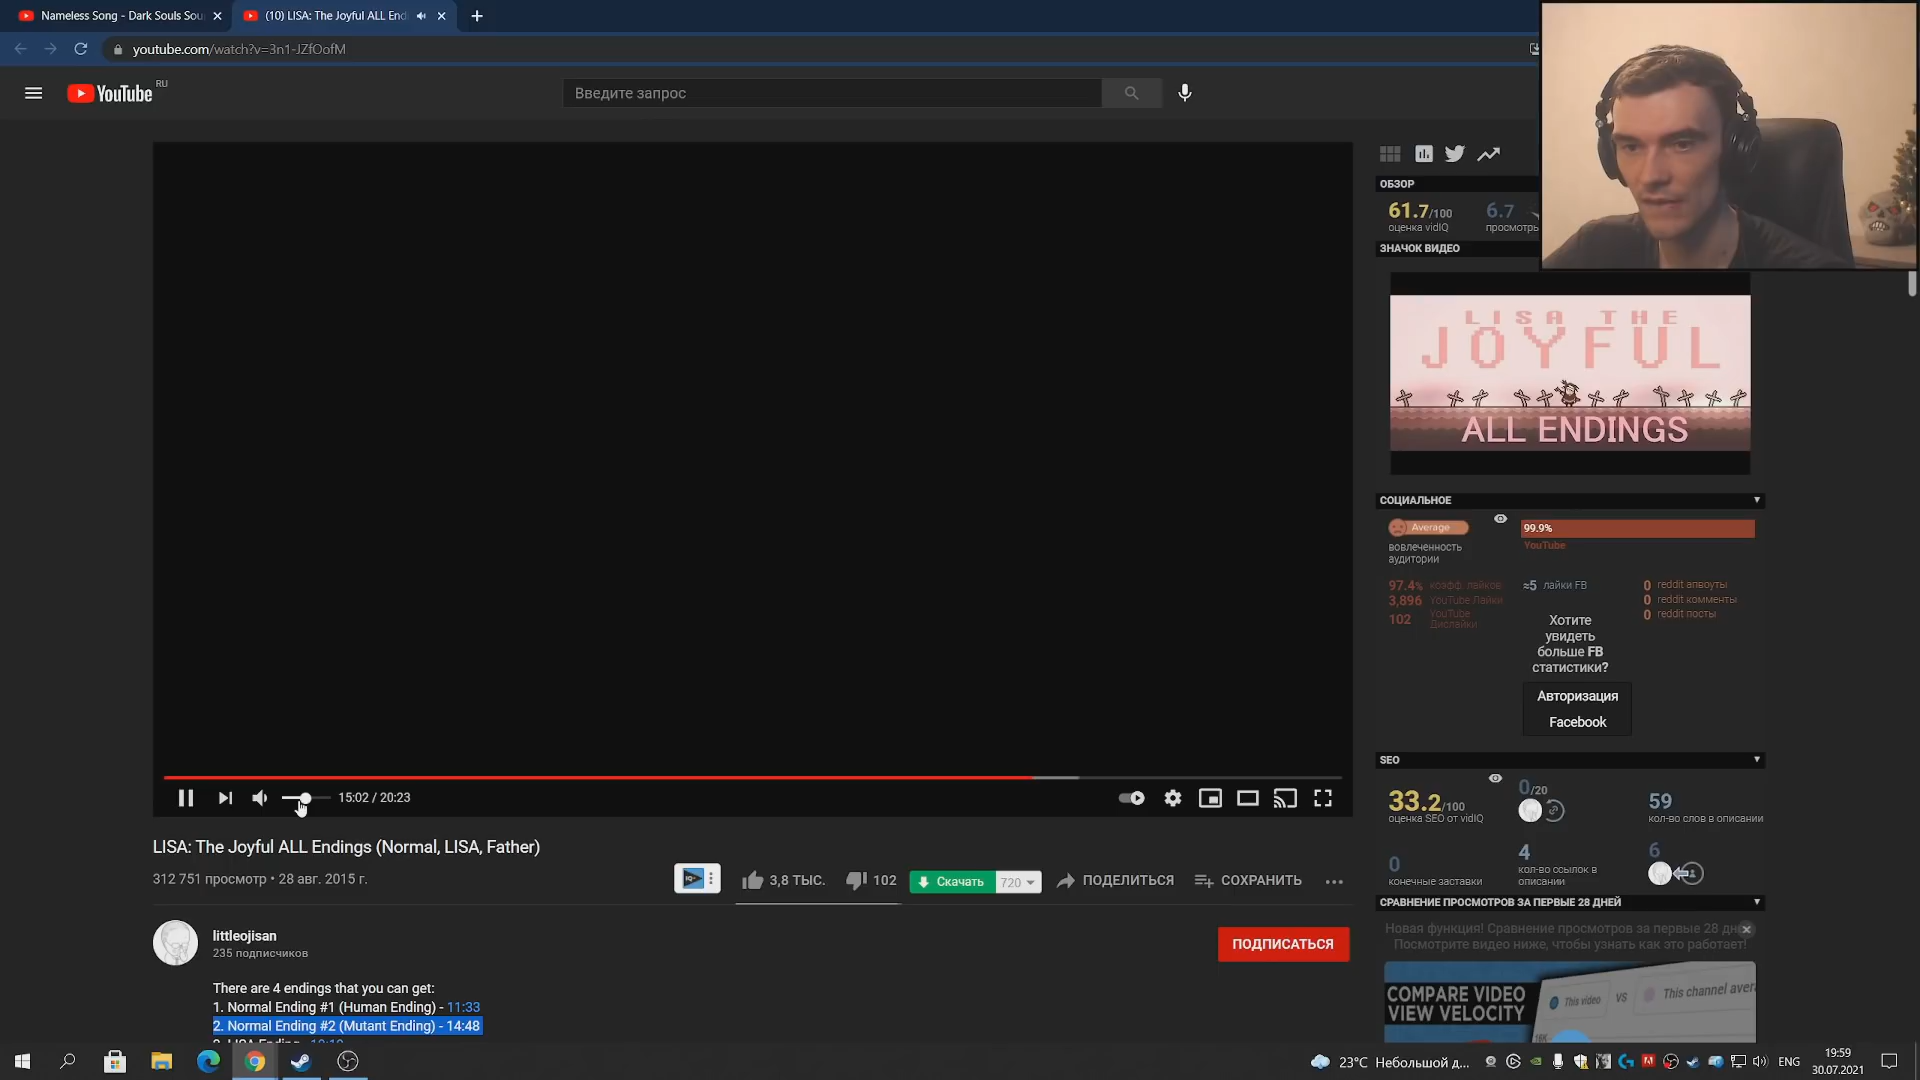 Nameless Song - Dark Souls Sou
(10) LISA: The Joyful ALL End
youtube.com/watch?v=3n1-JZfOofM
YouTube RU
Введите запрос
ОБЗОР
61.7/100
оценка vidIQ
6.7
просмотры
ЗНАЧОК ВИДЕО
LISA THE
JOYFUL
ALL ENDINGS
СОЦИАЛЬНОЕ
Average
вовлеченность
аудитории
99.9%
YouTube
97.4% коэфф. лайков
3,896 YouTube Лайки
102 YouTube
Дислайки
≈5 лайки FB
0 reddit апвоуты
0 reddit комменты
0 reddit посты
Хотите
увидеть
больше FB
статистики?
Авторизация
Facebook
SEO
33.2/100
оценка SEO от vidIQ
0/20
59
кол-во слов в описании
0
конечные заставки
4
кол-во ссылок в
описании
6
СРАВНЕНИЕ ПРОСМОТРОВ ЗА ПЕРВЫЕ 28 ДНЕЙ
Новая функция! Сравнение просмотров за первые 28 дн
Посмотрите видео ниже, чтобы узнать как это работает!
COMPARE VIDEO
VIEW VELOCITY
This video
VS
This channel avera
15:02 / 20:23
LISA: The Joyful ALL Endings (Normal, LISA, Father)
312 751 просмотр • 28 авг. 2015 г.
3,8 ТЫС.
102
Скачать
720
ПОДЕЛИТЬСЯ
СОХРАНИТЬ
littleojisan
235 подписчиков
ПОДПИСАТЬСЯ
There are 4 endings that you can get:
1. Normal Ending #1 (Human Ending) - 11:33
2. Normal Ending #2 (Mutant Ending) - 14:48
23°C Небольшой д...
ENG
19:59
30.07.2021